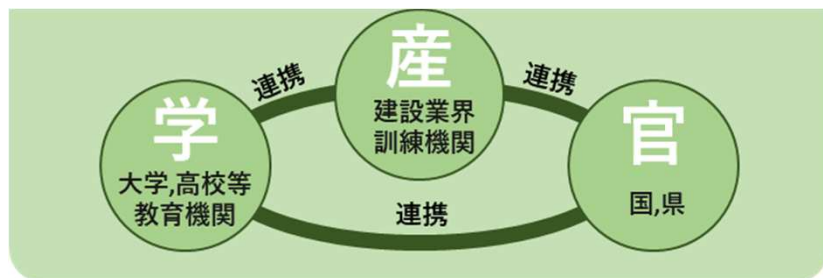 産
建設業界
訓練機関
連携
連携
学
大学,高校等
教育機関
官
国,県
連携